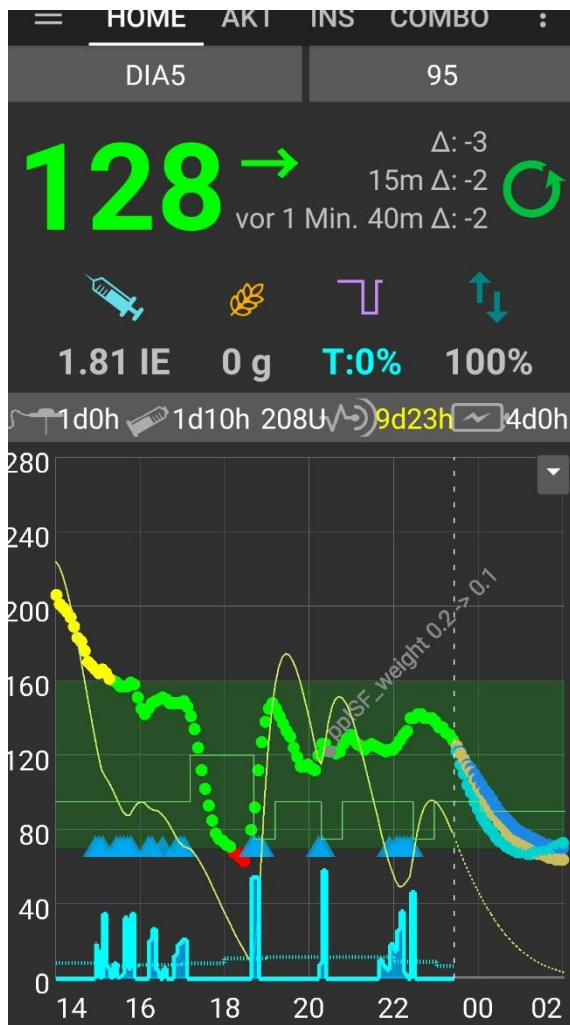 HOME AKT INS COMBO
DIA5 95
128 → Δ: -3
15m Δ: -2
vor 1 Min. 40m Δ: -2
1.81 IE 0 g T:0% 100%
1d0h 1d10h 208U 9d23h 4d0h
280
240
200
160
120
80
40
0
ppISF_weight 0.2 -> 0.1
14 16 18 20 22 00 02